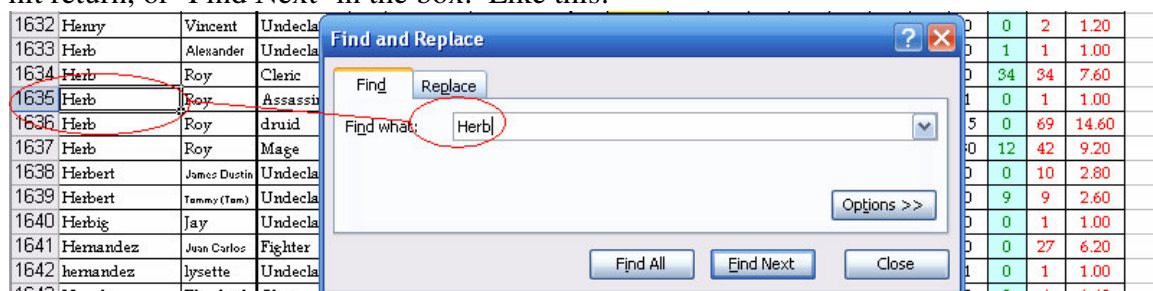 hit return, or "Find Next" in the box. Like this:
1632 Henry Vincent Undecla 0 2 1.20
Find and Replace
1633 Herb Alexander Undecla 1 1 1.00
1634 Herb Roy Cleric 34 34 7.60
Find Replace
1635 Herb Roy Assassin 0 1 1.00
1636 Herb Roy druid 5 0 69 14.60
Find what: Herb
1637 Herb Roy Mage 12 42 9.20
1638 Herbert James Dustin Undecla 0 10 2.80
1639 Herbert Tommy (Tom) Undecla 9 9 2.60
Options >>
1640 Herbig Jay Undecla 0 1 1.00
1641 Hernandez Juan Carlos Fighter 0 27 6.20
Find All Find Next Close
1642 hernandez lysette Undecla 1 0 1 1.00